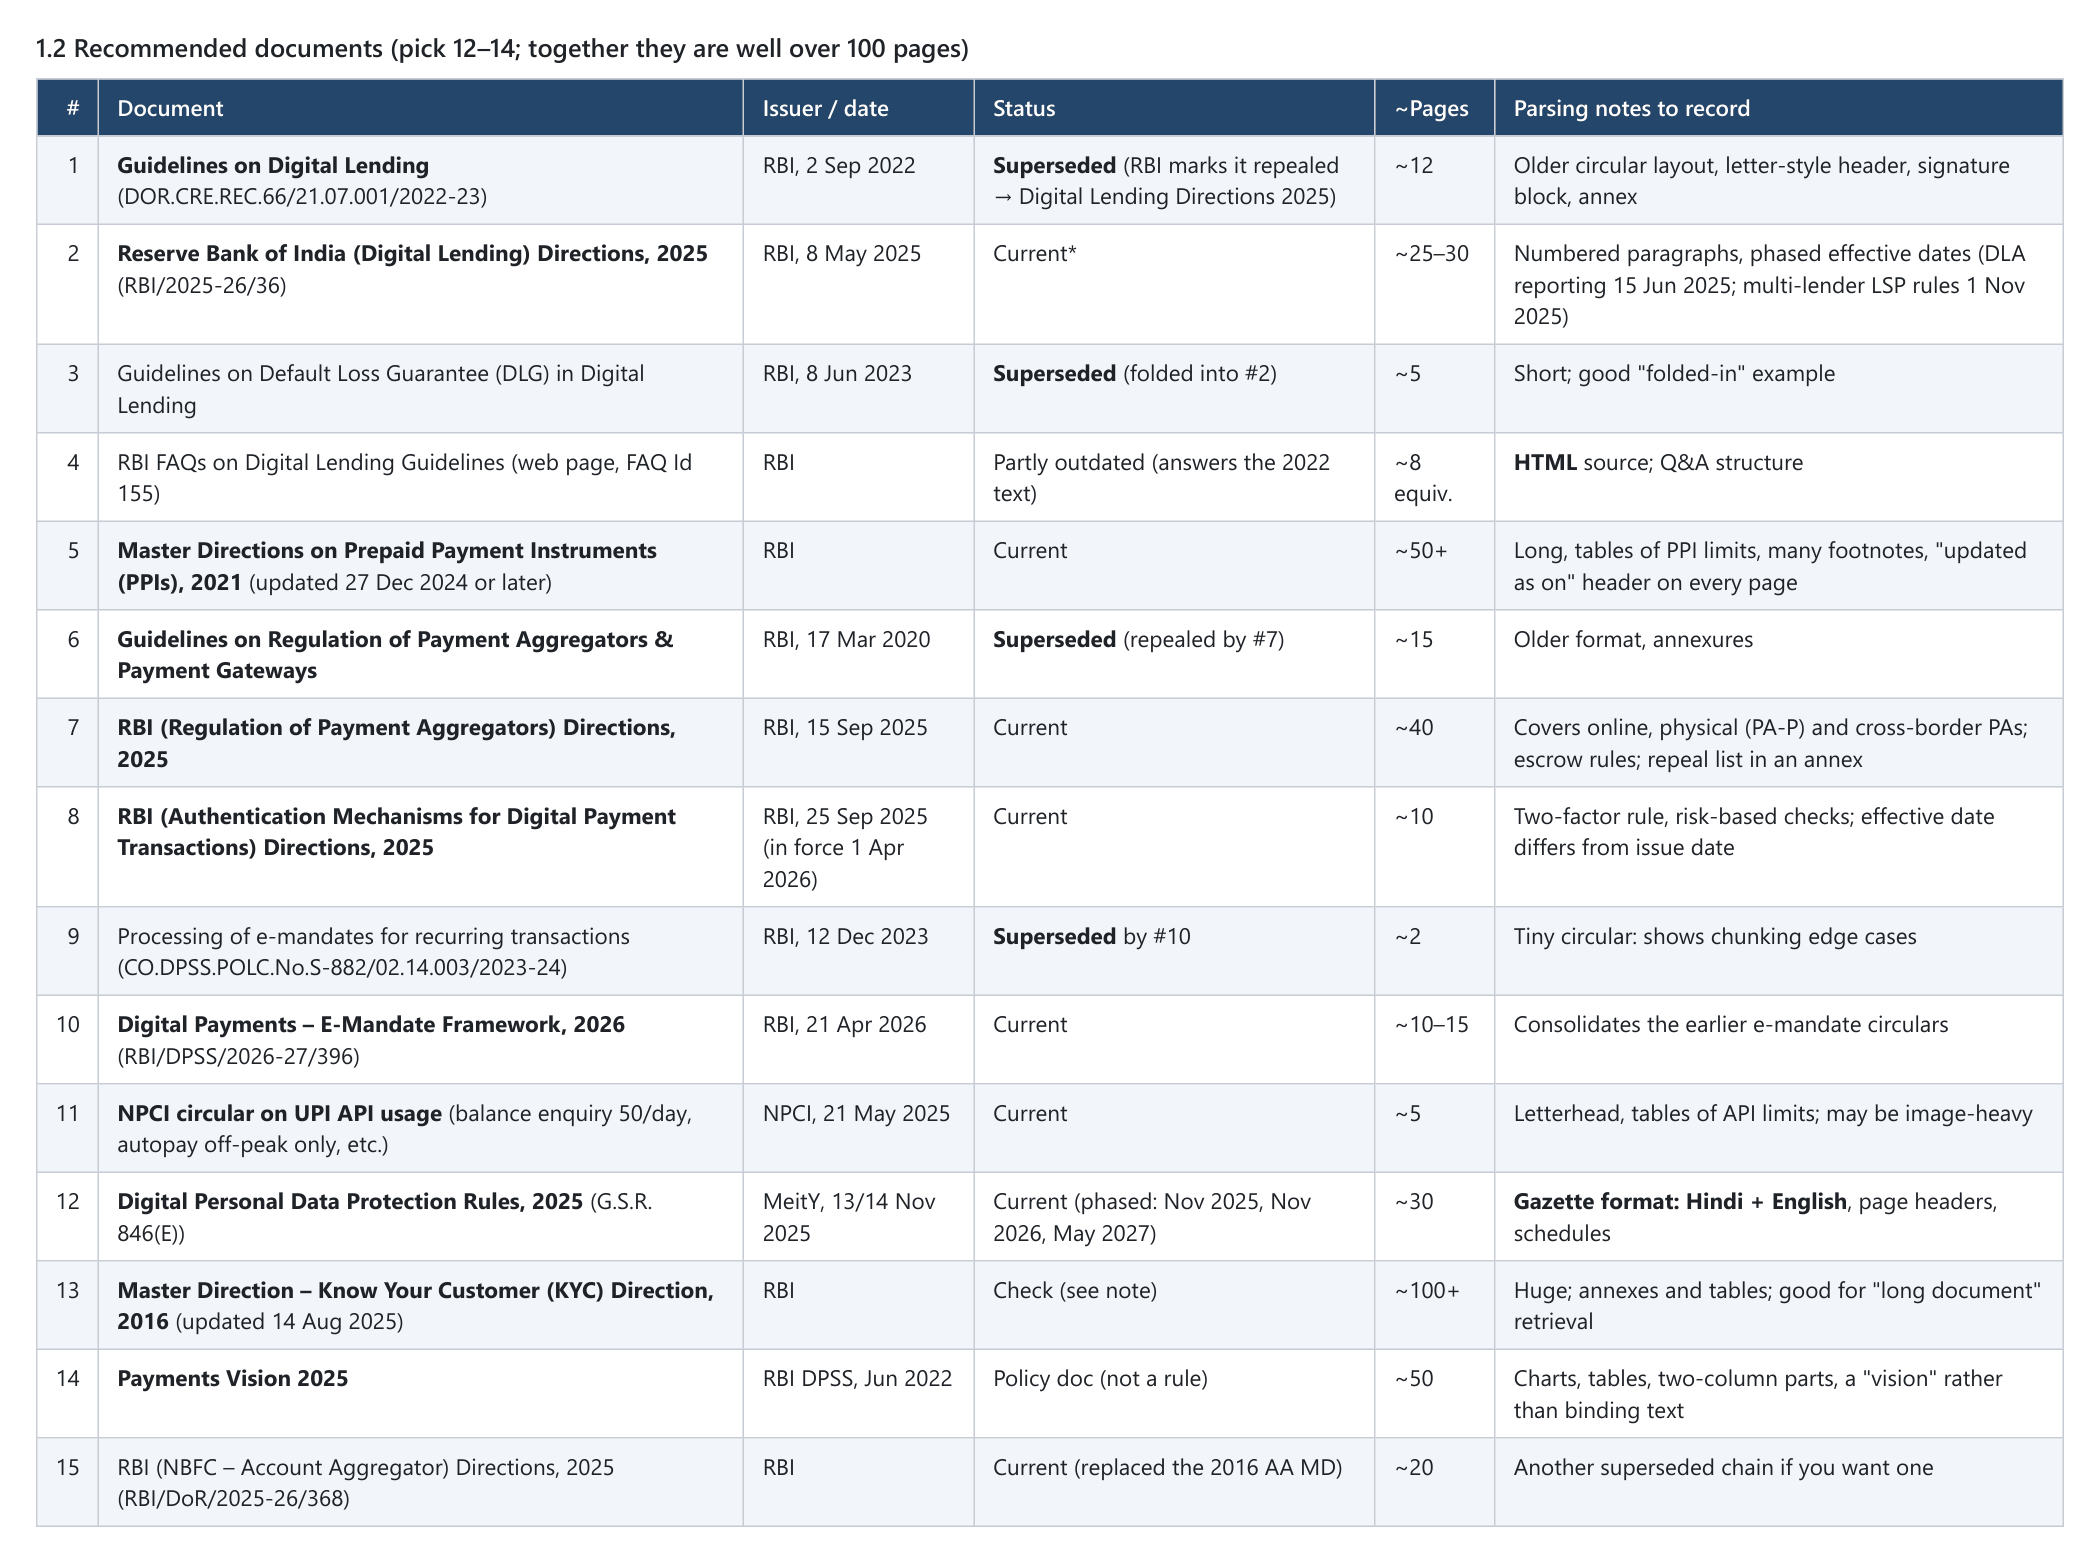 1.2 Recommended documents (pick 12–14; together they are well over 100 pages)
# Document Issuer / date Status ~Pages Parsing notes to record
1 Guidelines on Digital Lending RBI, 2 Sep 2022 Superseded (RBI marks it repealed ~12 Older circular layout, letter-style header, signature
(DOR.CRE.REC.66/21.07.001/2022-23) → Digital Lending Directions 2025) block, annex
2 Reserve Bank of India (Digital Lending) Directions, 2025 RBI, 8 May 2025 Current* ~25–30 Numbered paragraphs, phased effective dates (DLA
(RBI/2025-26/36) reporting 15 Jun 2025; multi-lender LSP rules 1 Nov
2025)
3 Guidelines on Default Loss Guarantee (DLG) in Digital RBI, 8 Jun 2023 Superseded (folded into #2) ~5 Short; good "folded-in" example
Lending
4 RBI FAQs on Digital Lending Guidelines (web page, FAQ Id RBI Partly outdated (answers the 2022 ~8 HTML source; Q&A structure
155) text) equiv.
5 Master Directions on Prepaid Payment Instruments RBI Current ~50+ Long, tables of PPI limits, many footnotes, "updated
(PPIs), 2021 (updated 27 Dec 2024 or later) as on" header on every page
6 Guidelines on Regulation of Payment Aggregators & RBI, 17 Mar 2020 Superseded (repealed by #7) ~15 Older format, annexures
Payment Gateways
7 RBI (Regulation of Payment Aggregators) Directions, RBI, 15 Sep 2025 Current ~40 Covers online, physical (PA-P) and cross-border PAs;
2025 escrow rules; repeal list in an annex
8 RBI (Authentication Mechanisms for Digital Payment RBI, 25 Sep 2025 Current ~10 Two-factor rule, risk-based checks; effective date
Transactions) Directions, 2025 (in force 1 Apr differs from issue date
2026)
9 Processing of e-mandates for recurring transactions RBI, 12 Dec 2023 Superseded by #10 ~2 Tiny circular: shows chunking edge cases
(CO.DPSS.POLC.No.S-882/02.14.003/2023-24)
10 Digital Payments – E-Mandate Framework, 2026 RBI, 21 Apr 2026 Current ~10–15 Consolidates the earlier e-mandate circulars
(RBI/DPSS/2026-27/396)
11 NPCI circular on UPI API usage (balance enquiry 50/day, NPCI, 21 May 2025 Current ~5 Letterhead, tables of API limits; may be image-heavy
autopay off-peak only, etc.)
12 Digital Personal Data Protection Rules, 2025 (G.S.R. MeitY, 13/14 Nov Current (phased: Nov 2025, Nov ~30 Gazette format: Hindi + English, page headers,
846(E)) 2025 2026, May 2027) schedules
13 Master Direction – Know Your Customer (KYC) Direction, RBI Check (see note) ~100+ Huge; annexes and tables; good for "long document"
2016 (updated 14 Aug 2025) retrieval
14 Payments Vision 2025 RBI DPSS, Jun 2022 Policy doc (not a rule) ~50 Charts, tables, two-column parts, a "vision" rather
than binding text
15 RBI (NBFC – Account Aggregator) Directions, 2025 RBI Current (replaced the 2016 AA MD) ~20 Another superseded chain if you want one
(RBI/DoR/2025-26/368)